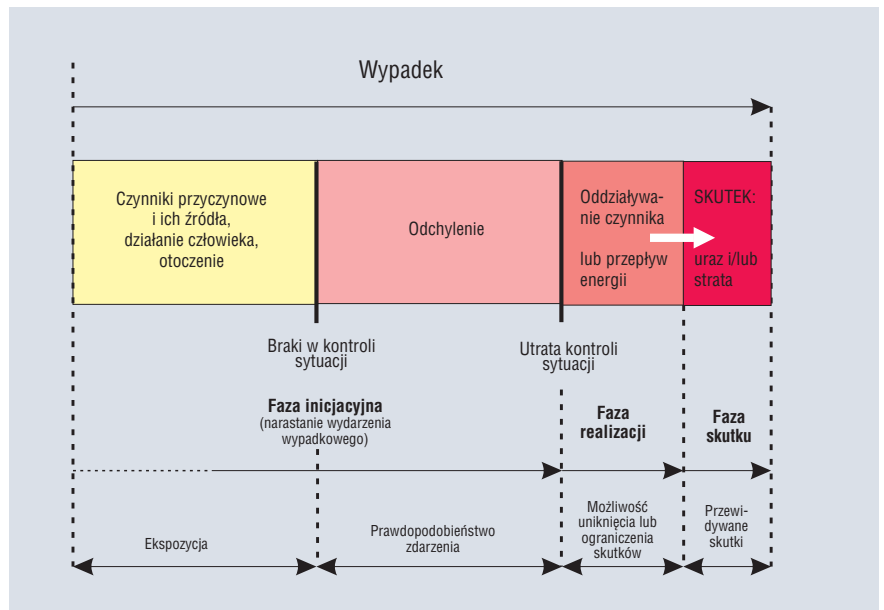 Wypadek
Czynniki przyczynowe
i ich źródła,
działanie człowieka,
otoczenie
Odchylenie
Oddziaływa-
nie czynnika
lub przepływ
energii
SKUTEK:
uraz i/lub
strata
Braki w kontroli
sytuacji
Utrata kontroli
sytuacji
Faza inicjacyjna
(narastanie wydarzenia
wypadkowego)
Faza
realizacji
Faza
skutku
Ekspozycja
Prawdopodobieństwo
zdarzenia
Możliwość
uniknięcia lub
ograniczenia
skutków
Przewi-
dywane
skutki